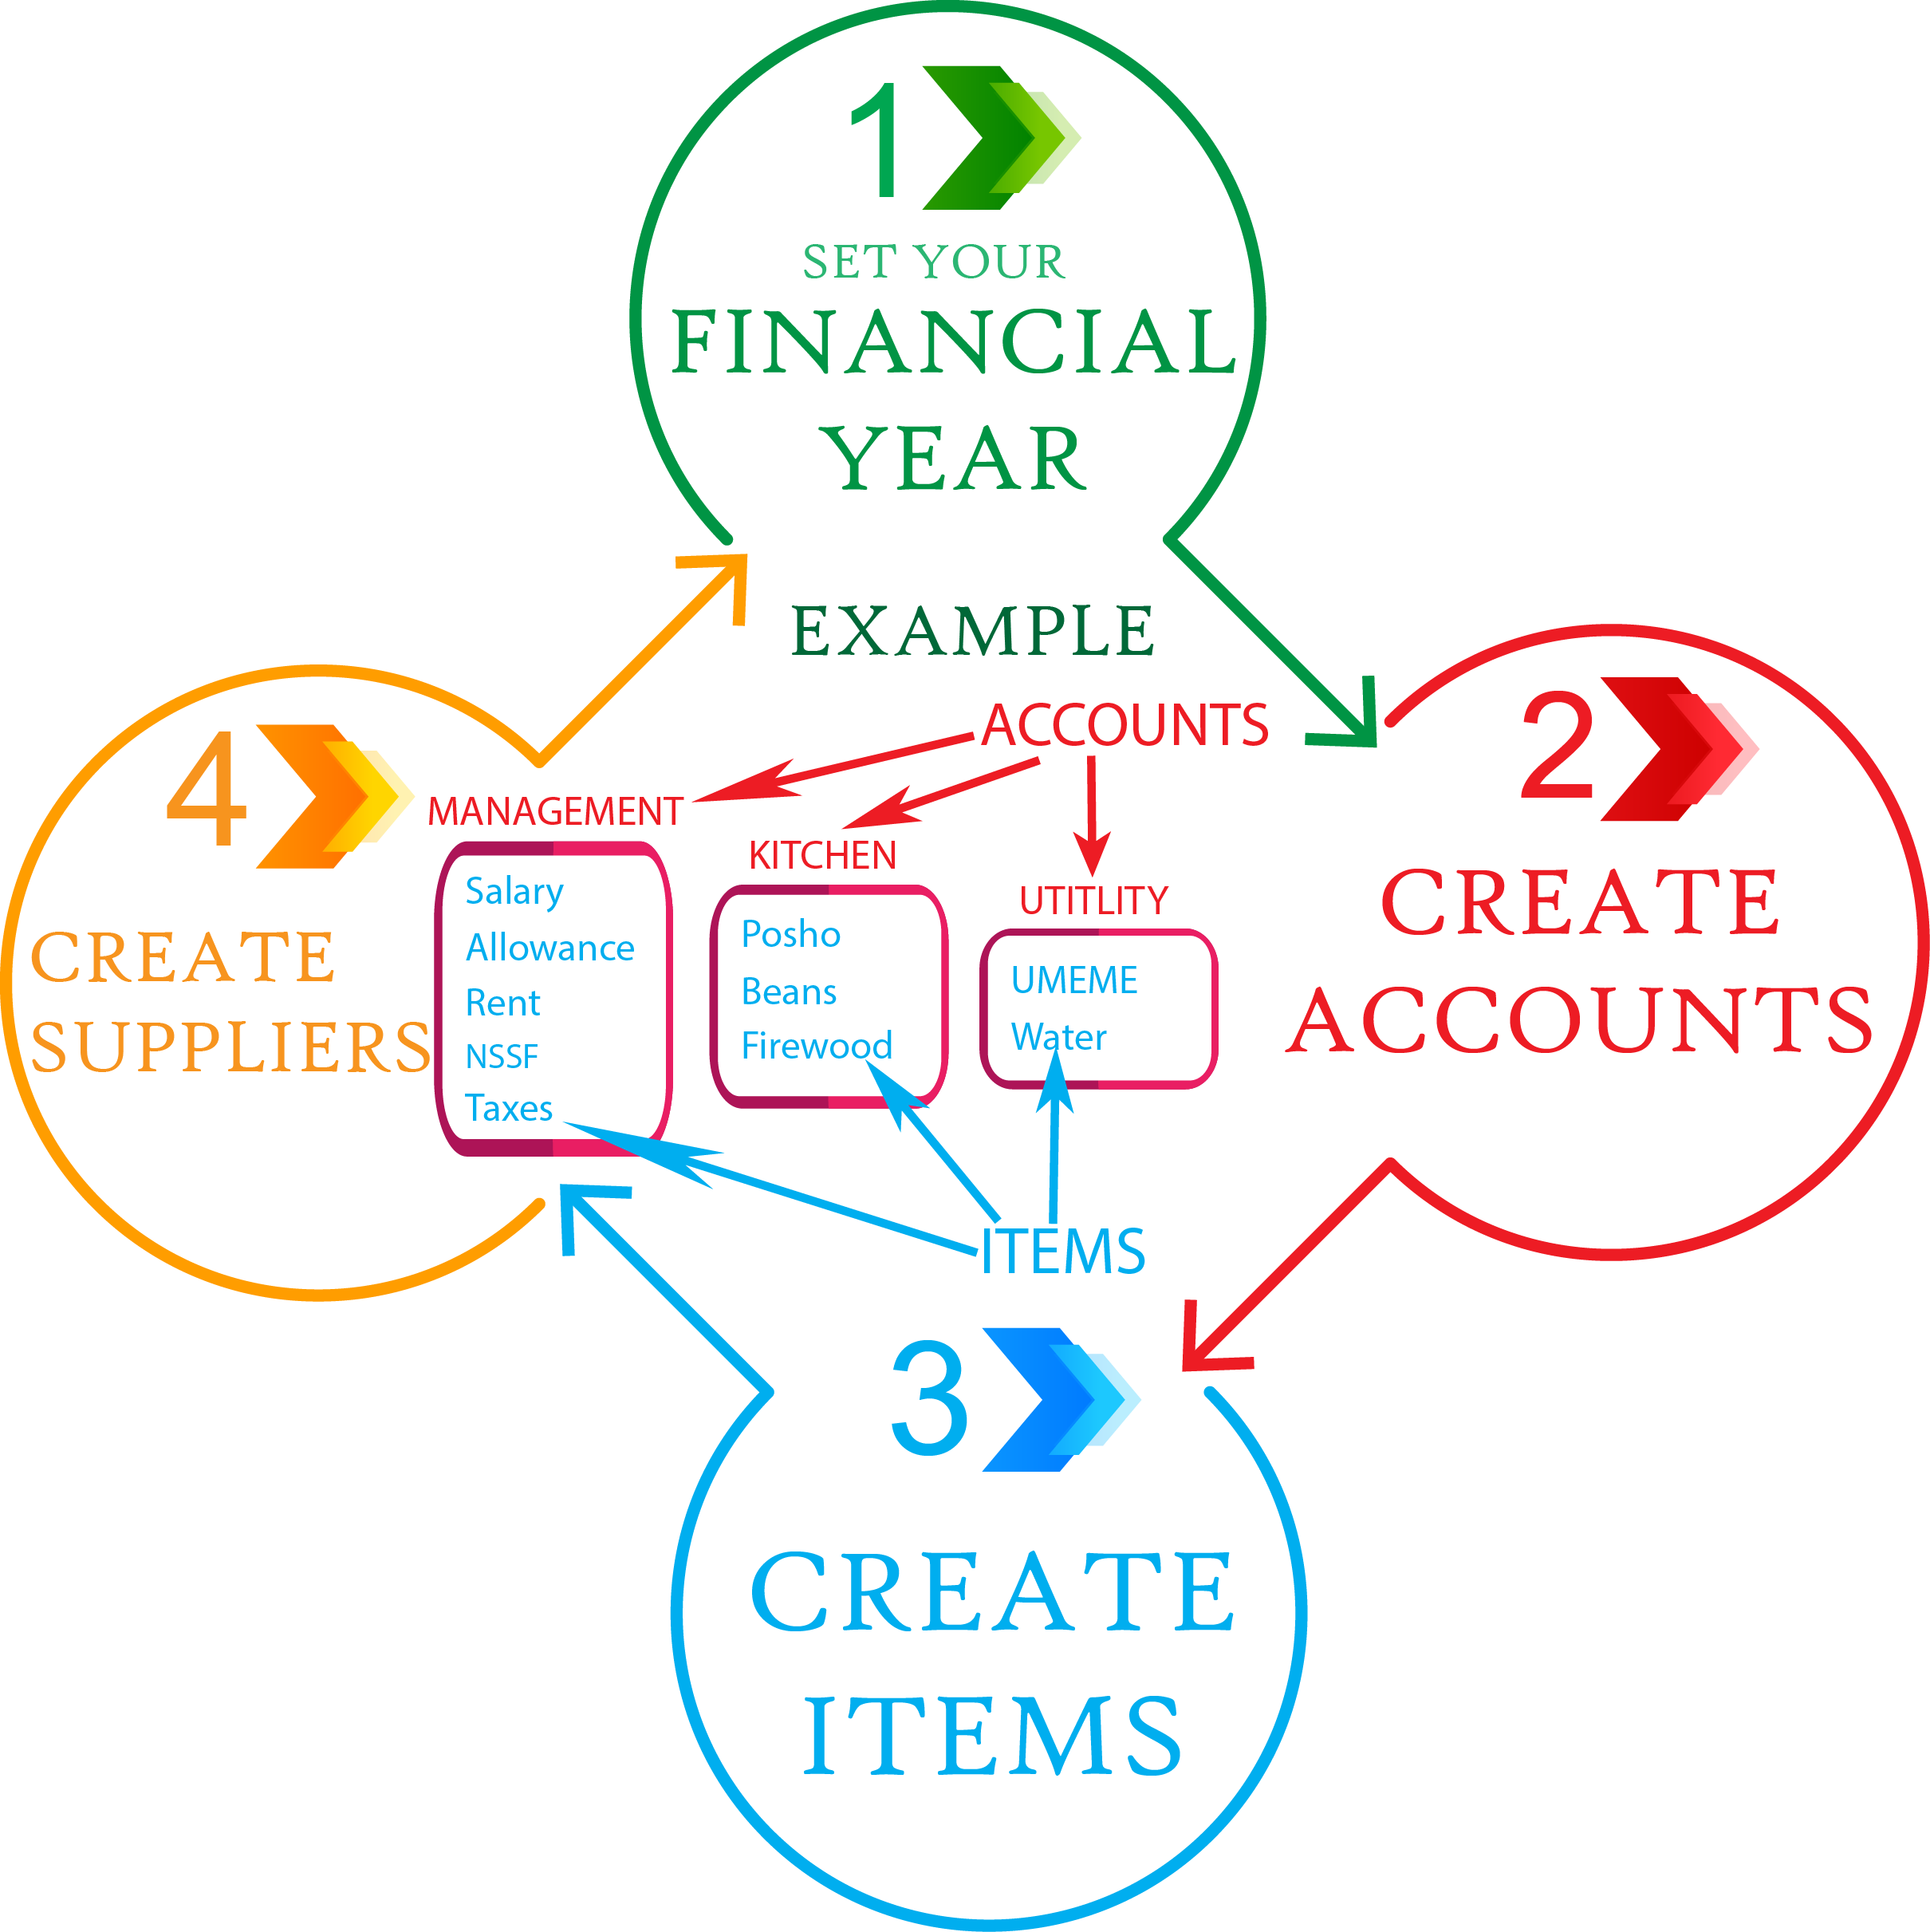 1
SET YOUR
FINANCIAL
YEAR
EXAMPLE
ACCOUNTS
MANAGEMENT
Salary
Allowance
Rent
NSSF
Taxes
KITCHEN
Posho
Beans
Firewood
UTITLITY
UMEME
Water
ITEMS
2
CREATE
ACCOUNTS
3
CREATE
ITEMS
4
CREATE
SUPPLIERS